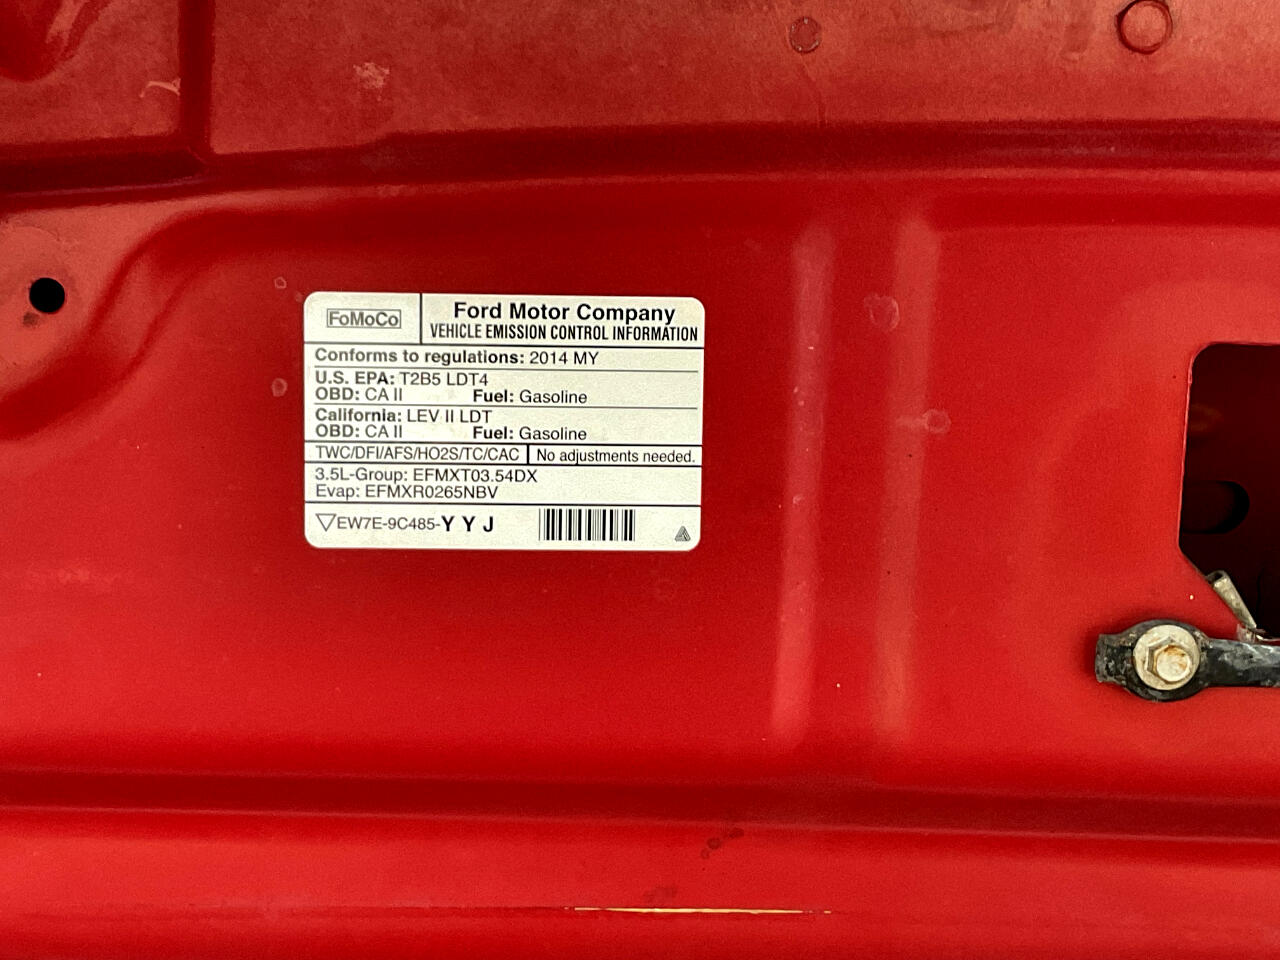 FoMoCo
Ford Motor Company
VEHICLE EMISSION CONTROL INFORMATION
Conforms to regulations: 2014 MY
U.S. EPA: T2B5 LDT4
OBD: CA II Fuel: Gasoline
California: LEV II LDT
OBD: CA II Fuel: Gasoline
TWC/DFI/AFS/HO2S/TC/CAC No adjustments needed.
3.5L-Group: EFMXT03.54DX
Evap: EFMXR0265NBV
EW7E-9C485-Y Y J